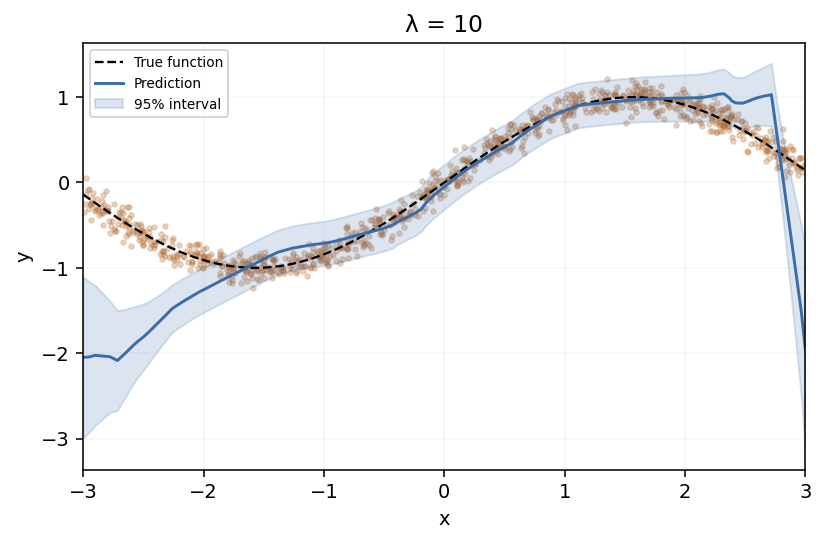 λ = 10
True function
Prediction
95% interval
1
0
−1
−2
−3
y
−3
−2
−1
0
1
2
3
x